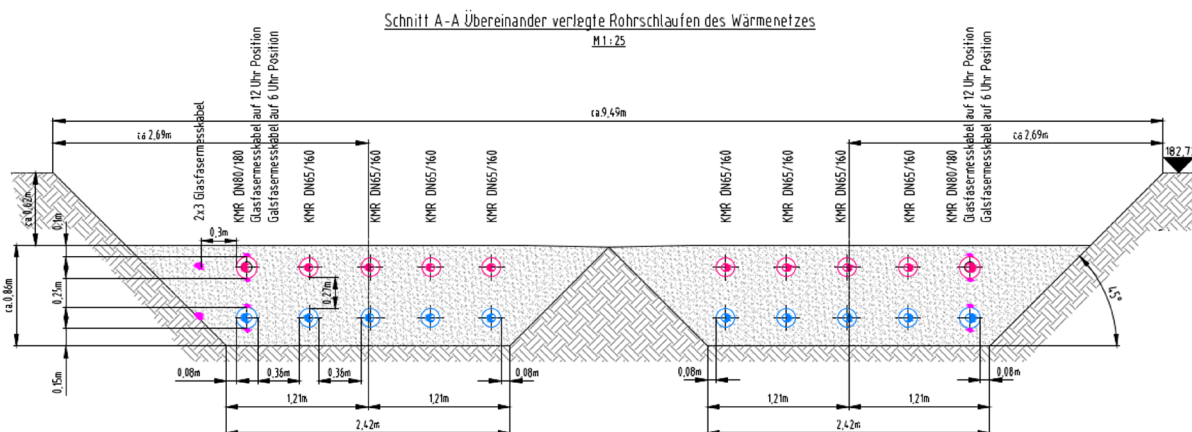 Schnitt A-A Übereinander verlegte Rohrschlaufen des Wärmenetzes
M 1:25
ca.9,49m
ca 2,69m
ca 2,69m
2x3 Glasfasermesskabel
KMR DN80/180
Glasfasermesskabel auf 12 Uhr Position
Galsfasermesskabel auf 6 Uhr Position
KMR DN65/160
KMR DN65/160
KMR DN65/160
KMR DN65/160
KMR DN65/160
KMR DN65/160
KMR DN65/160
KMR DN65/160
KMR DN80/180
Glasfasermesskabel auf 12 Uhr Position
Galsfasermesskabel auf 6 Uhr Position
182,7
ca.0,62m
0,1m
0,3m
ca.0,86m
0,21m
0,27m
45°
0,15m
0,08m
0,36m
0,36m
0,08m
0,08m
0,08m
1,21m
1,21m
1,21m
1,21m
2,42m
2,42m